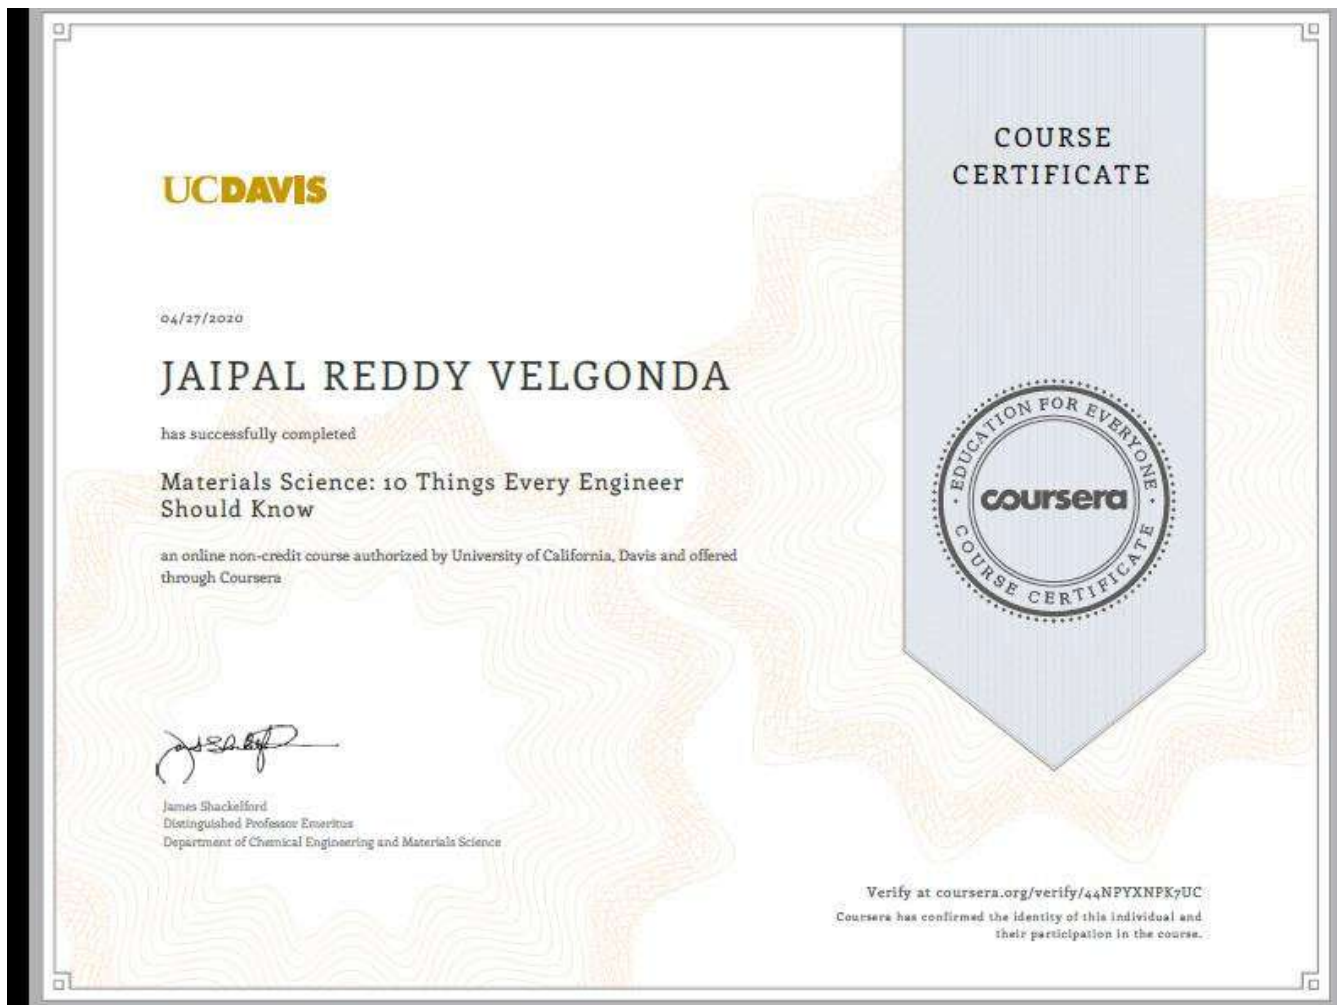 UCDAVIS
04/27/2020
JAIPAL REDDY VELGONDA
has successfully completed
Materials Science: 10 Things Every Engineer
Should Know
an online non-credit course authorized by University of California, Davis and offered
through Coursera
James Shackelford
Distinguished Professor Emeritus
Department of Chemical Engineering and Materials Science
COURSE
CERTIFICATE
EDUCATION FOR EVERYONE
coursera
COURSE CERTIFICATE
Verify at coursera.org/verify/44NPYXNPK7UC
Coursera has confirmed the identity of this individual and
their participation in the course.